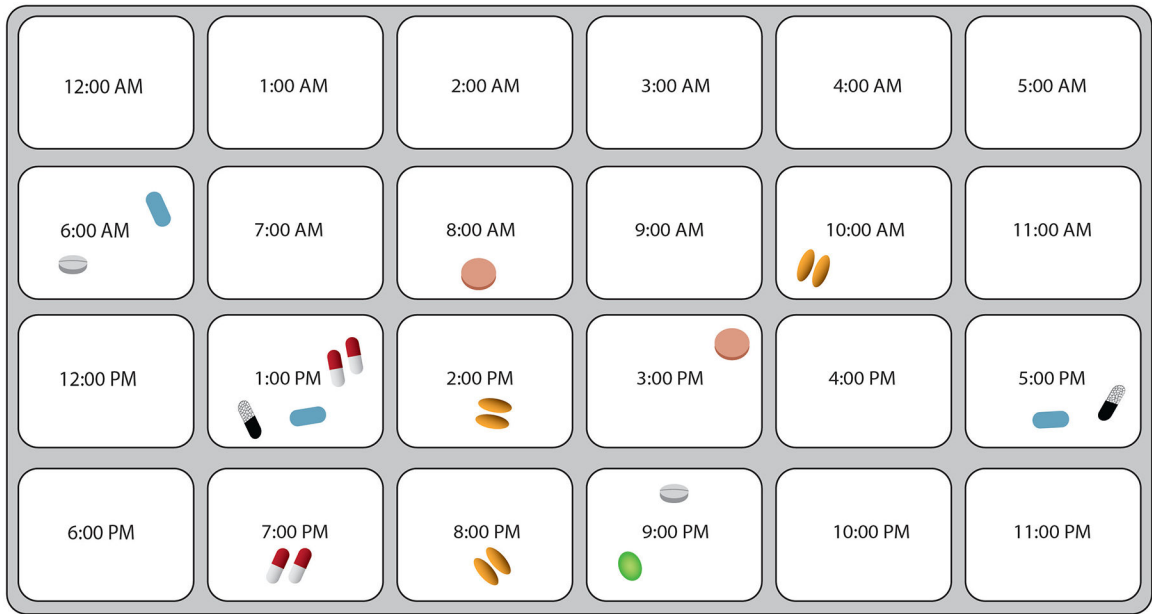 12:00 AM
1:00 AM
2:00 AM
3:00 AM
4:00 AM
5:00 AM
6:00 AM
7:00 AM
8:00 AM
9:00 AM
10:00 AM
11:00 AM
12:00 PM
1:00 PM
2:00 PM
3:00 PM
4:00 PM
5:00 PM
6:00 PM
7:00 PM
8:00 PM
9:00 PM
10:00 PM
11:00 PM